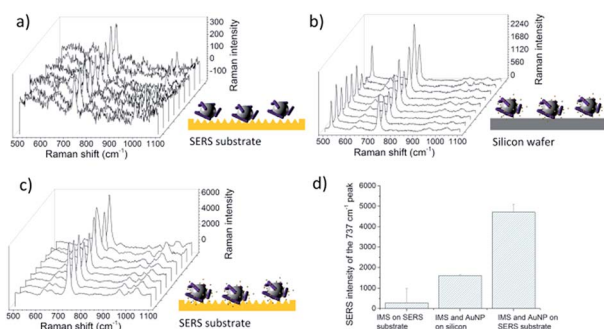 a)
300
200
100
0
-100
Raman intensity
500 600 700 800 900 1000 1100
Raman shift (cm-1)
SERS substrate
b)
2240
1680
1120
560
0
Raman intensity
500 600 700 800 900 1000 1100
Raman shift (cm-1)
Silicon wafer
c)
6000
4000
2000
0
Raman intensity
500 600 700 800 900 1000 1100
Raman shift (cm-1)
SERS substrate
d)
SERS intensity of the 737 cm-1 peak
6000
5000
4000
3000
2000
1000
0
IMS on SERS substrate
IMS and AuNP on silicon
IMS and AuNP on SERS substrate